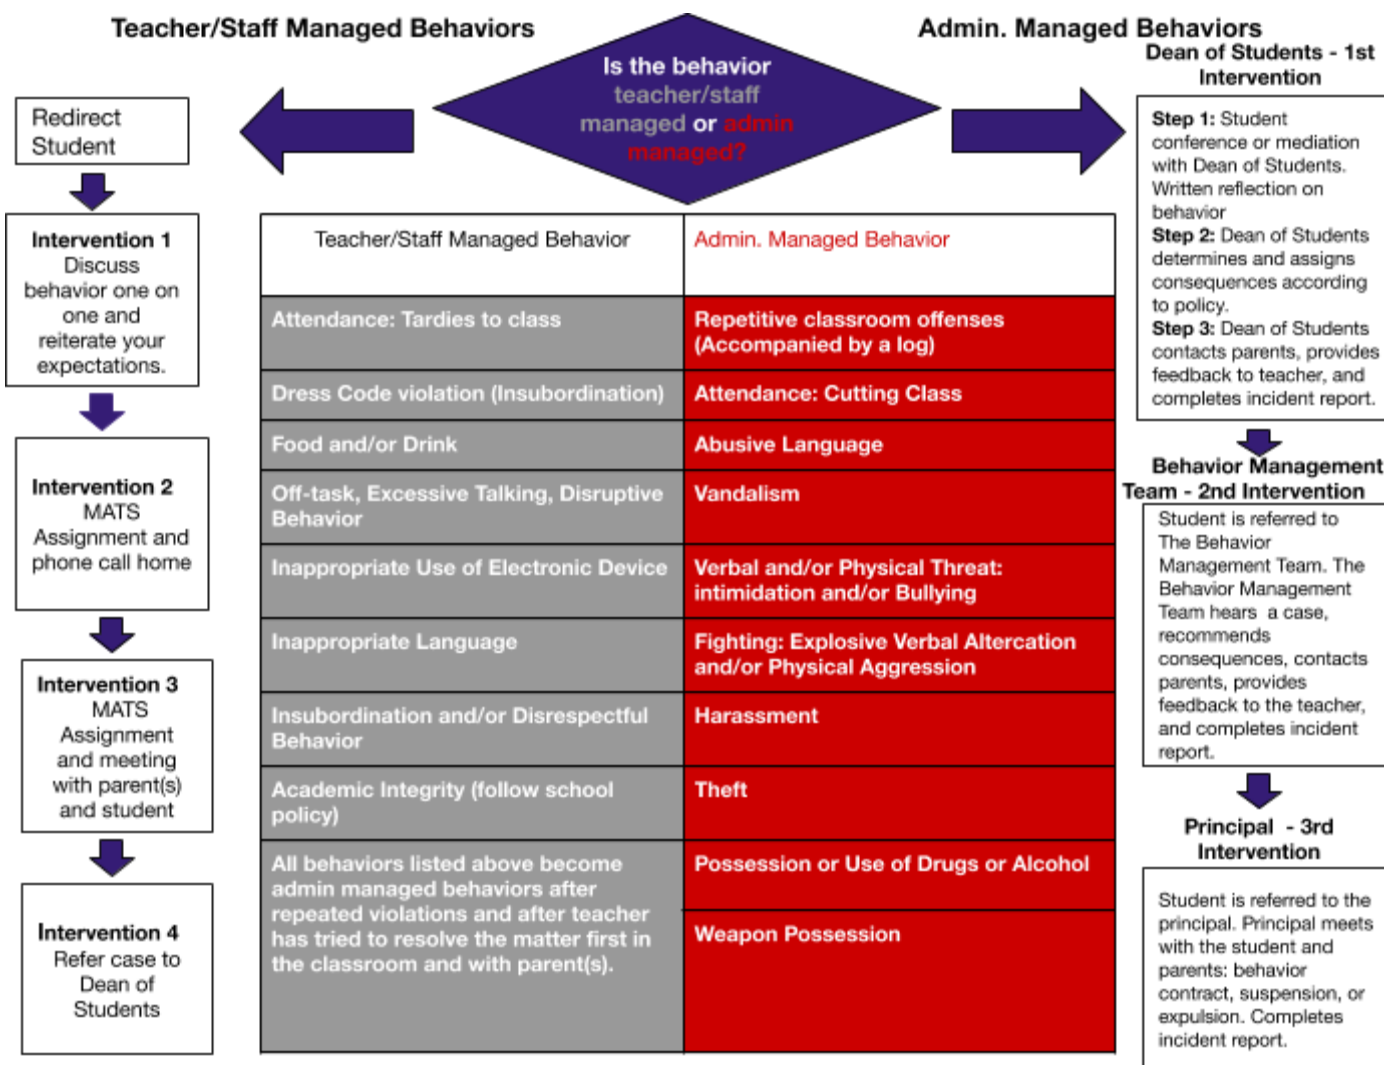 Teacher/Staff Managed Behaviors
Admin. Managed Behaviors
Is the behavior
teacher/staff
managed or admin
managed?
Redirect
Student
Intervention 1
Discuss
behavior one on
one and
reiterate your
expectations.
Intervention 2
MATS
Assignment and
phone call home
Intervention 3
MATS
Assignment
and meeting
with parent(s)
and student
Intervention 4
Refer case to
Dean of
Students
Teacher/Staff Managed Behavior
Admin. Managed Behavior
Attendance: Tardies to class
Repetitive classroom offenses
(Accompanied by a log)
Dress Code violation (Insubordination)
Attendance: Cutting Class
Food and/or Drink
Abusive Language
Off-task, Excessive Talking, Disruptive
Behavior
Vandalism
Inappropriate Use of Electronic Device
Verbal and/or Physical Threat:
intimidation and/or Bullying
Inappropriate Language
Fighting: Explosive Verbal Altercation
and/or Physical Aggression
Insubordination and/or Disrespectful
Behavior
Harassment
Academic Integrity (follow school
policy)
Theft
All behaviors listed above become
admin managed behaviors after
repeated violations and after teacher
has tried to resolve the matter first in
the classroom and with parent(s).
Possession or Use of Drugs or Alcohol
Weapon Possession
Dean of Students - 1st
Intervention
Step 1: Student
conference or mediation
with Dean of Students.
Written reflection on
behavior
Step 2: Dean of Students
determines and assigns
consequences according
to policy.
Step 3: Dean of Students
contacts parents, provides
feedback to teacher, and
completes incident report.
Behavior Management
Team - 2nd Intervention
Student is referred to
The Behavior
Management Team. The
Behavior Management
Team hears a case,
recommends
consequences, contacts
parents, provides
feedback to the teacher,
and completes incident
report.
Principal - 3rd
Intervention
Student is referred to the
principal. Principal meets
with the student and
parents: behavior
contract, suspension, or
expulsion. Completes
incident report.